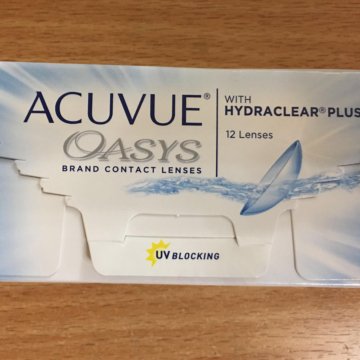 ACUVUE®
OASYS
BRAND CONTACT LENSES
WITH
HYDRACLEAR® PLUS
12 Lenses
UV BLOCKING